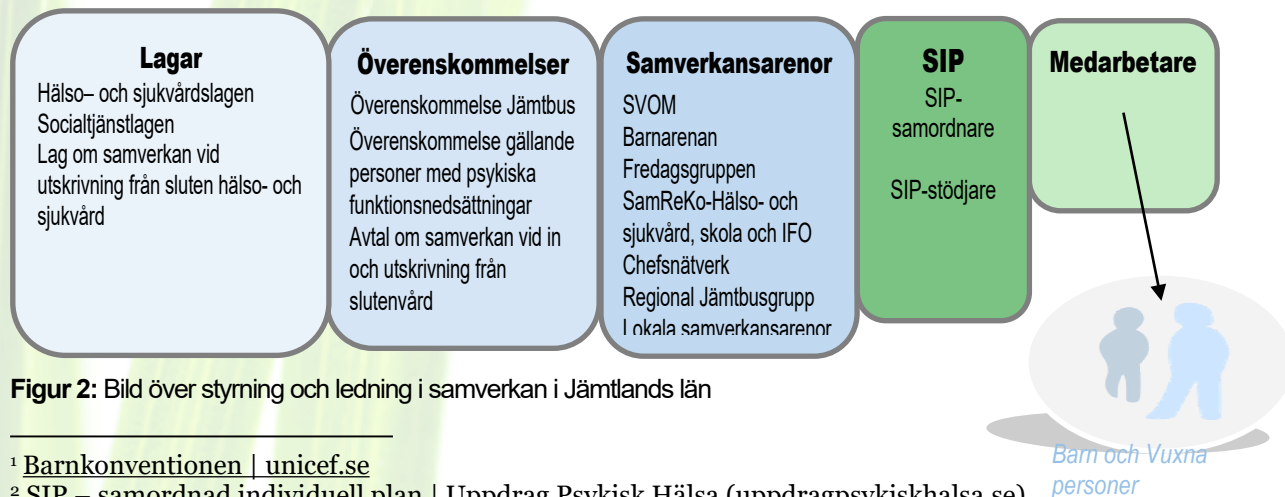 Lagar
Hälso– och sjukvårdslagen
Socialtjänstlagen
Lag om samverkan vid
utskrivning från sluten hälso- och
sjukvård
Överenskommelser
Överenskommelse Jämtbus
Överenskommelse gällande
personer med psykiska
funktionsnedsättningar
Avtal om samverkan vid in
och utskrivning från
slutenvård
Samverkansarenor
SVOM
Barnarenan
Fredagsgruppen
SamReKo-Hälso- och
sjukvård, skola och IFO
Chefsnätverk
Regional Jämtbusgrupp
Lokala samverkansarenor
SIP
SIP-
samordnare
SIP-stödjare
Medarbetare
Barn och Vuxna
personer
Figur 2: Bild över styrning och ledning i samverkan i Jämtlands län
1 Barnkonventionen | unicef.se
2 SIP – samordnad individuell plan | Uppdrag Psykisk Hälsa (uppdragpsykiskhalsa.se)